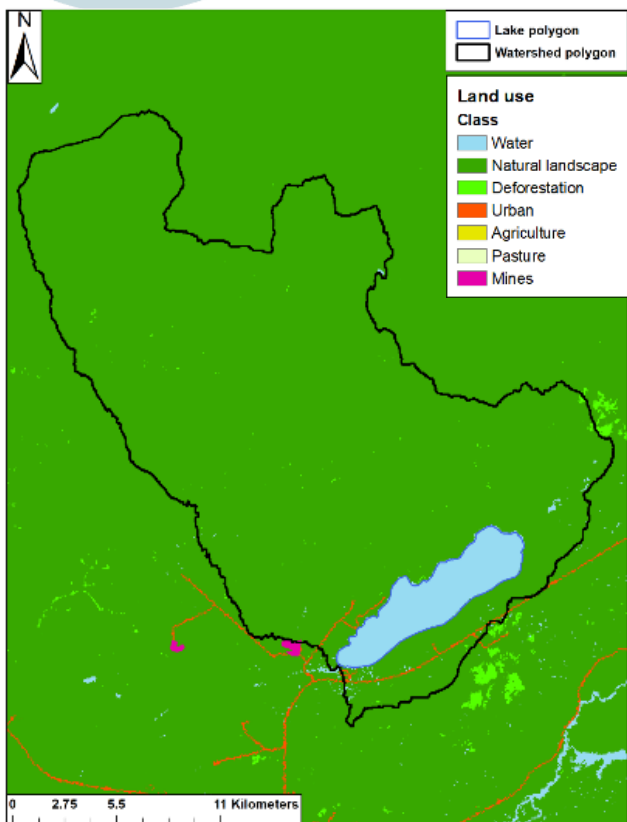 N
Lake polygon
Watershed polygon
Land use
Class
Water
Natural landscape
Deforestation
Urban
Agriculture
Pasture
Mines
0 2.75 5.5 11 Kilometers